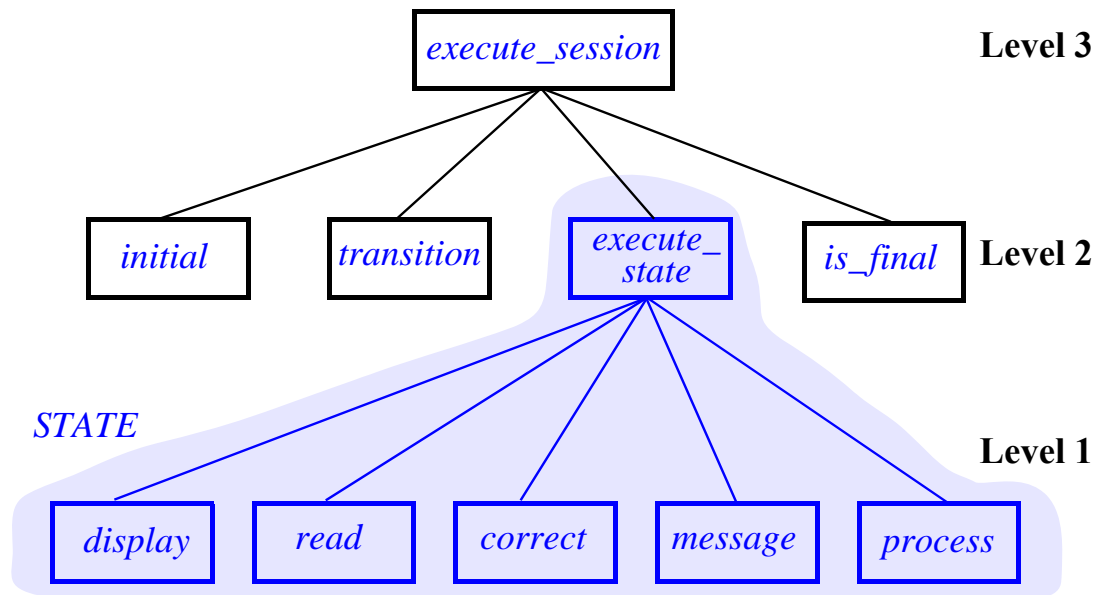 execute_session
Level 3
initial
transition
execute_
state
is_final
Level 2
STATE
Level 1
display
read
correct
message
process